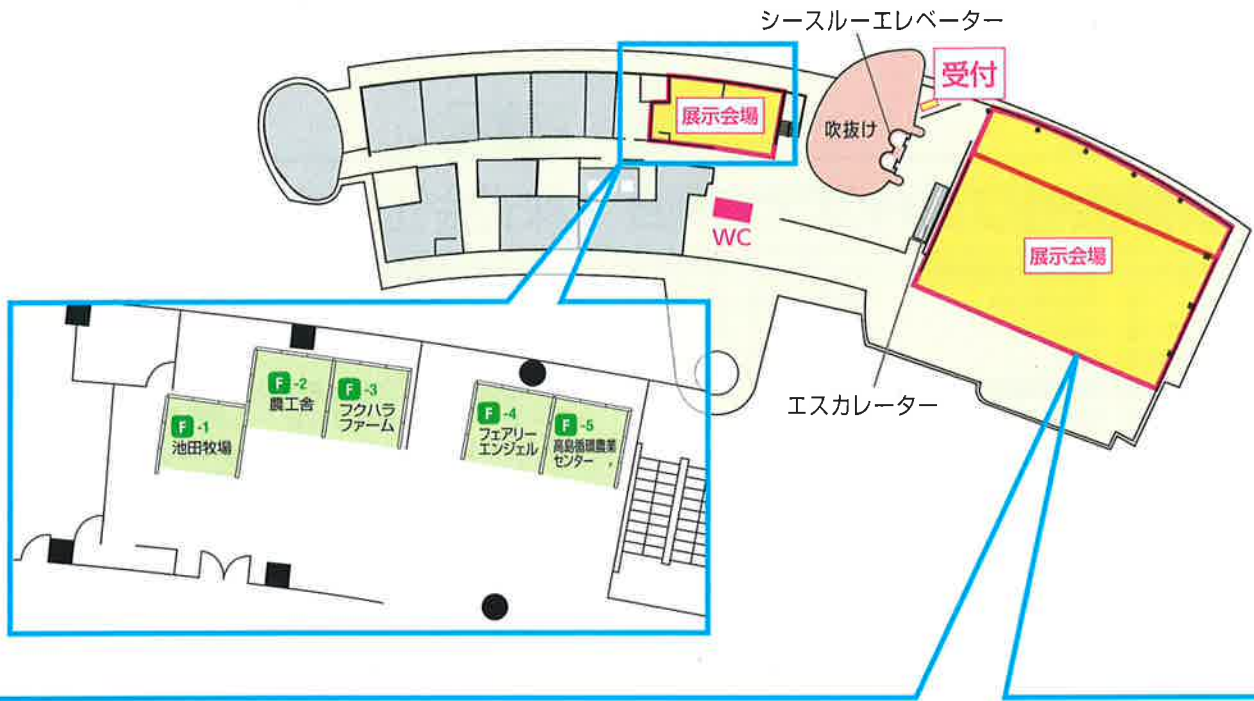 シースルーエレベーター
受付
展示会場
吹抜け
WC
展示会場
エスカレーター
F -1
池田牧場
F -2
農工舎
F -3
フクハラ
ファーム
F -4
フェアリー
エンジェル
F -5
高島循環農業
センター